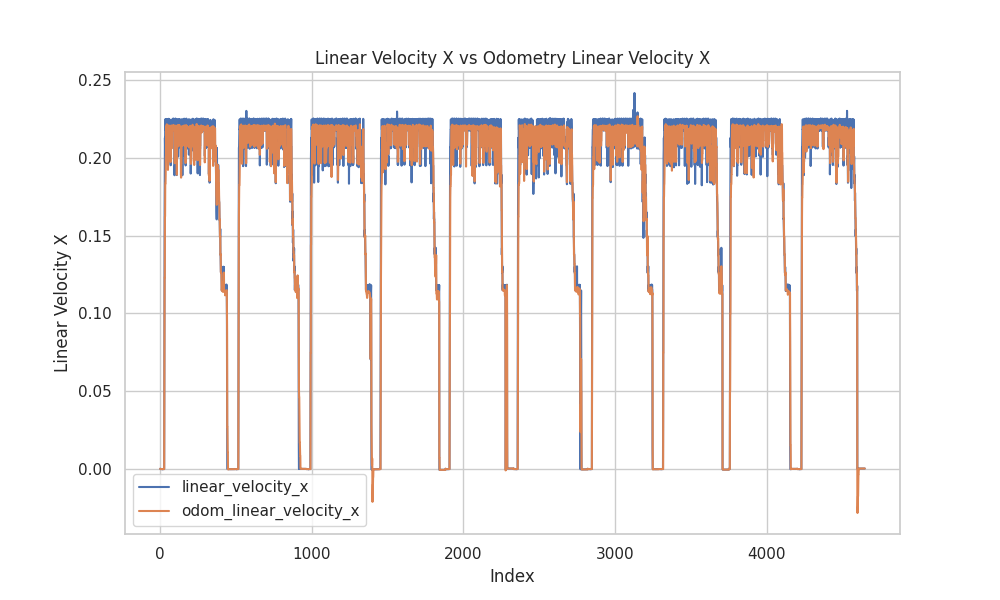 Linear Velocity X vs Odometry Linear Velocity X
0.25
0.20
0.15
0.10
0.05
0.00
Linear Velocity X
linear_velocity_x
odom_linear_velocity_x
0 1000 2000 3000 4000
Index